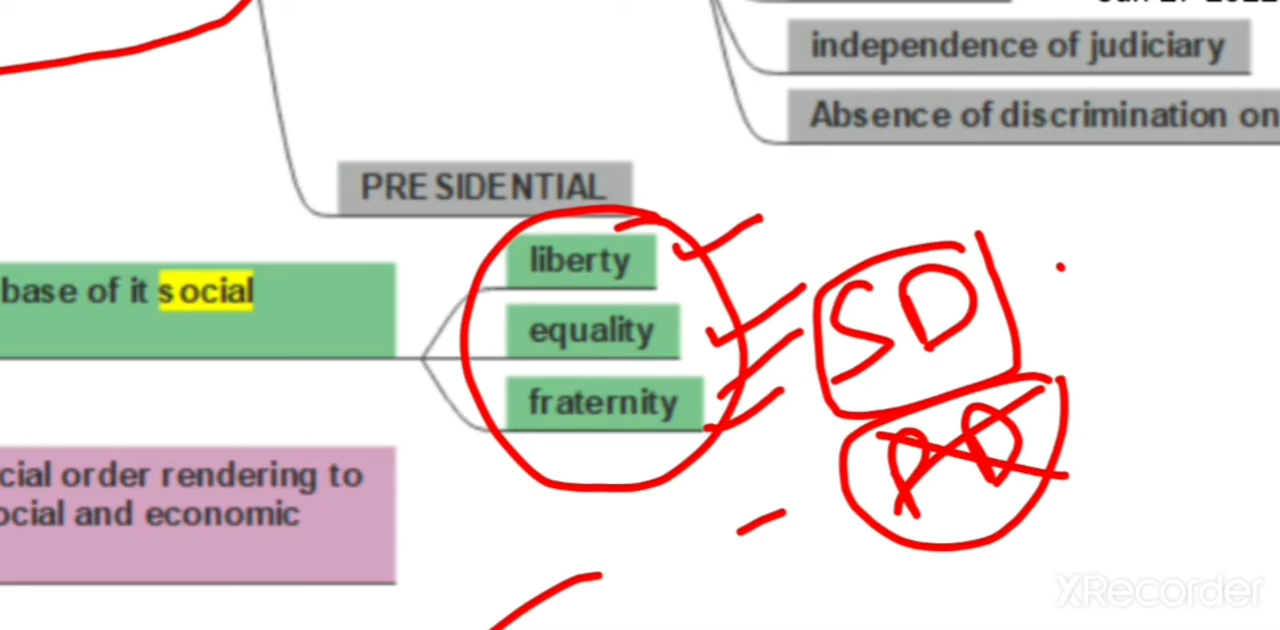 independence of judiciary
Absence of discrimination on
PRESIDENTIAL
liberty
base of it social
equality
fraternity
SD
PD
cial order rendering to
ocial and economic
XRecorder